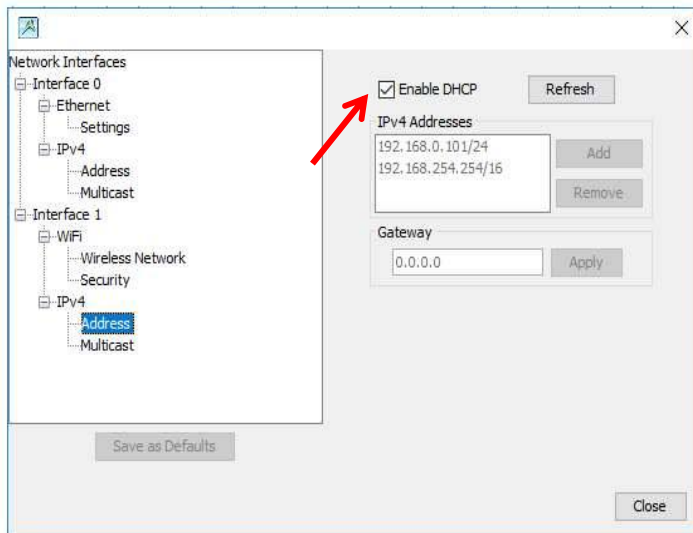 Network Interfaces
Interface 0
Ethernet
Settings
IPv4
Address
Multicast
Interface 1
WiFi
Wireless Network
Security
IPv4
Address
Multicast
Save as Defaults
Enable DHCP
Refresh
IPv4 Addresses
192.168.0.101/24
192.168.254.254/16
Add
Remove
Gateway
0.0.0.0
Apply
Close